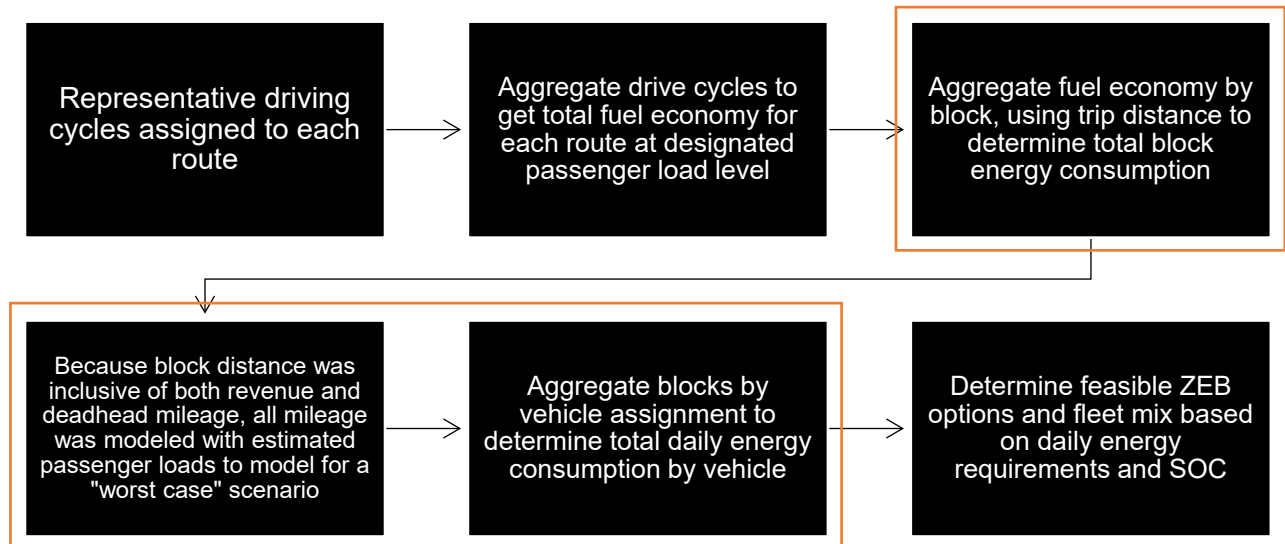 Representative driving
cycles assigned to each
route
Aggregate drive cycles to
get total fuel economy for
each route at designated
passenger load level
Aggregate fuel economy by
block, using trip distance to
determine total block
energy consumption
Because block distance was
inclusive of both revenue and
deadhead mileage, all mileage
was modeled with estimated
passenger loads to model for a
"worst case" scenario
Aggregate blocks by
vehicle assignment to
determine total daily energy
consumption by vehicle
Determine feasible ZEB
options and fleet mix based
on daily energy
requirements and SOC